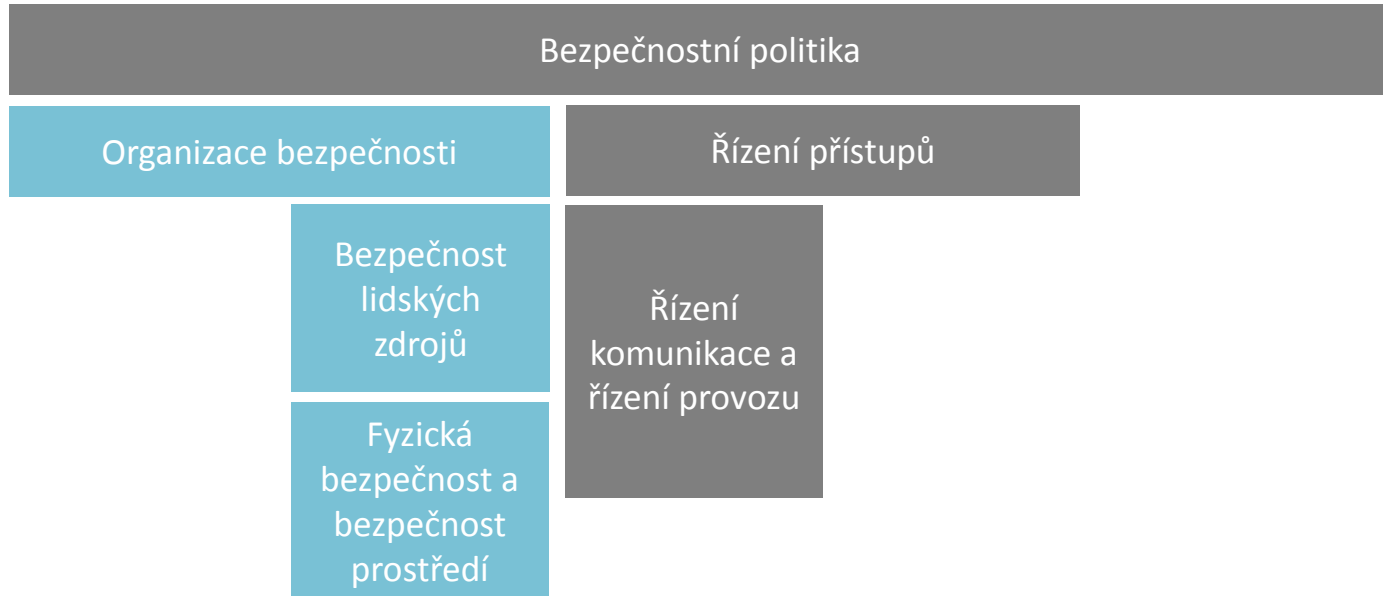 Bezpečnostní politika
Organizace bezpečnosti
Řízení přístupů
Bezpečnost
lidských
zdrojů
Řízení
komunikace a
řízení provozu
Fyzická
bezpečnost a
bezpečnost
prostředí